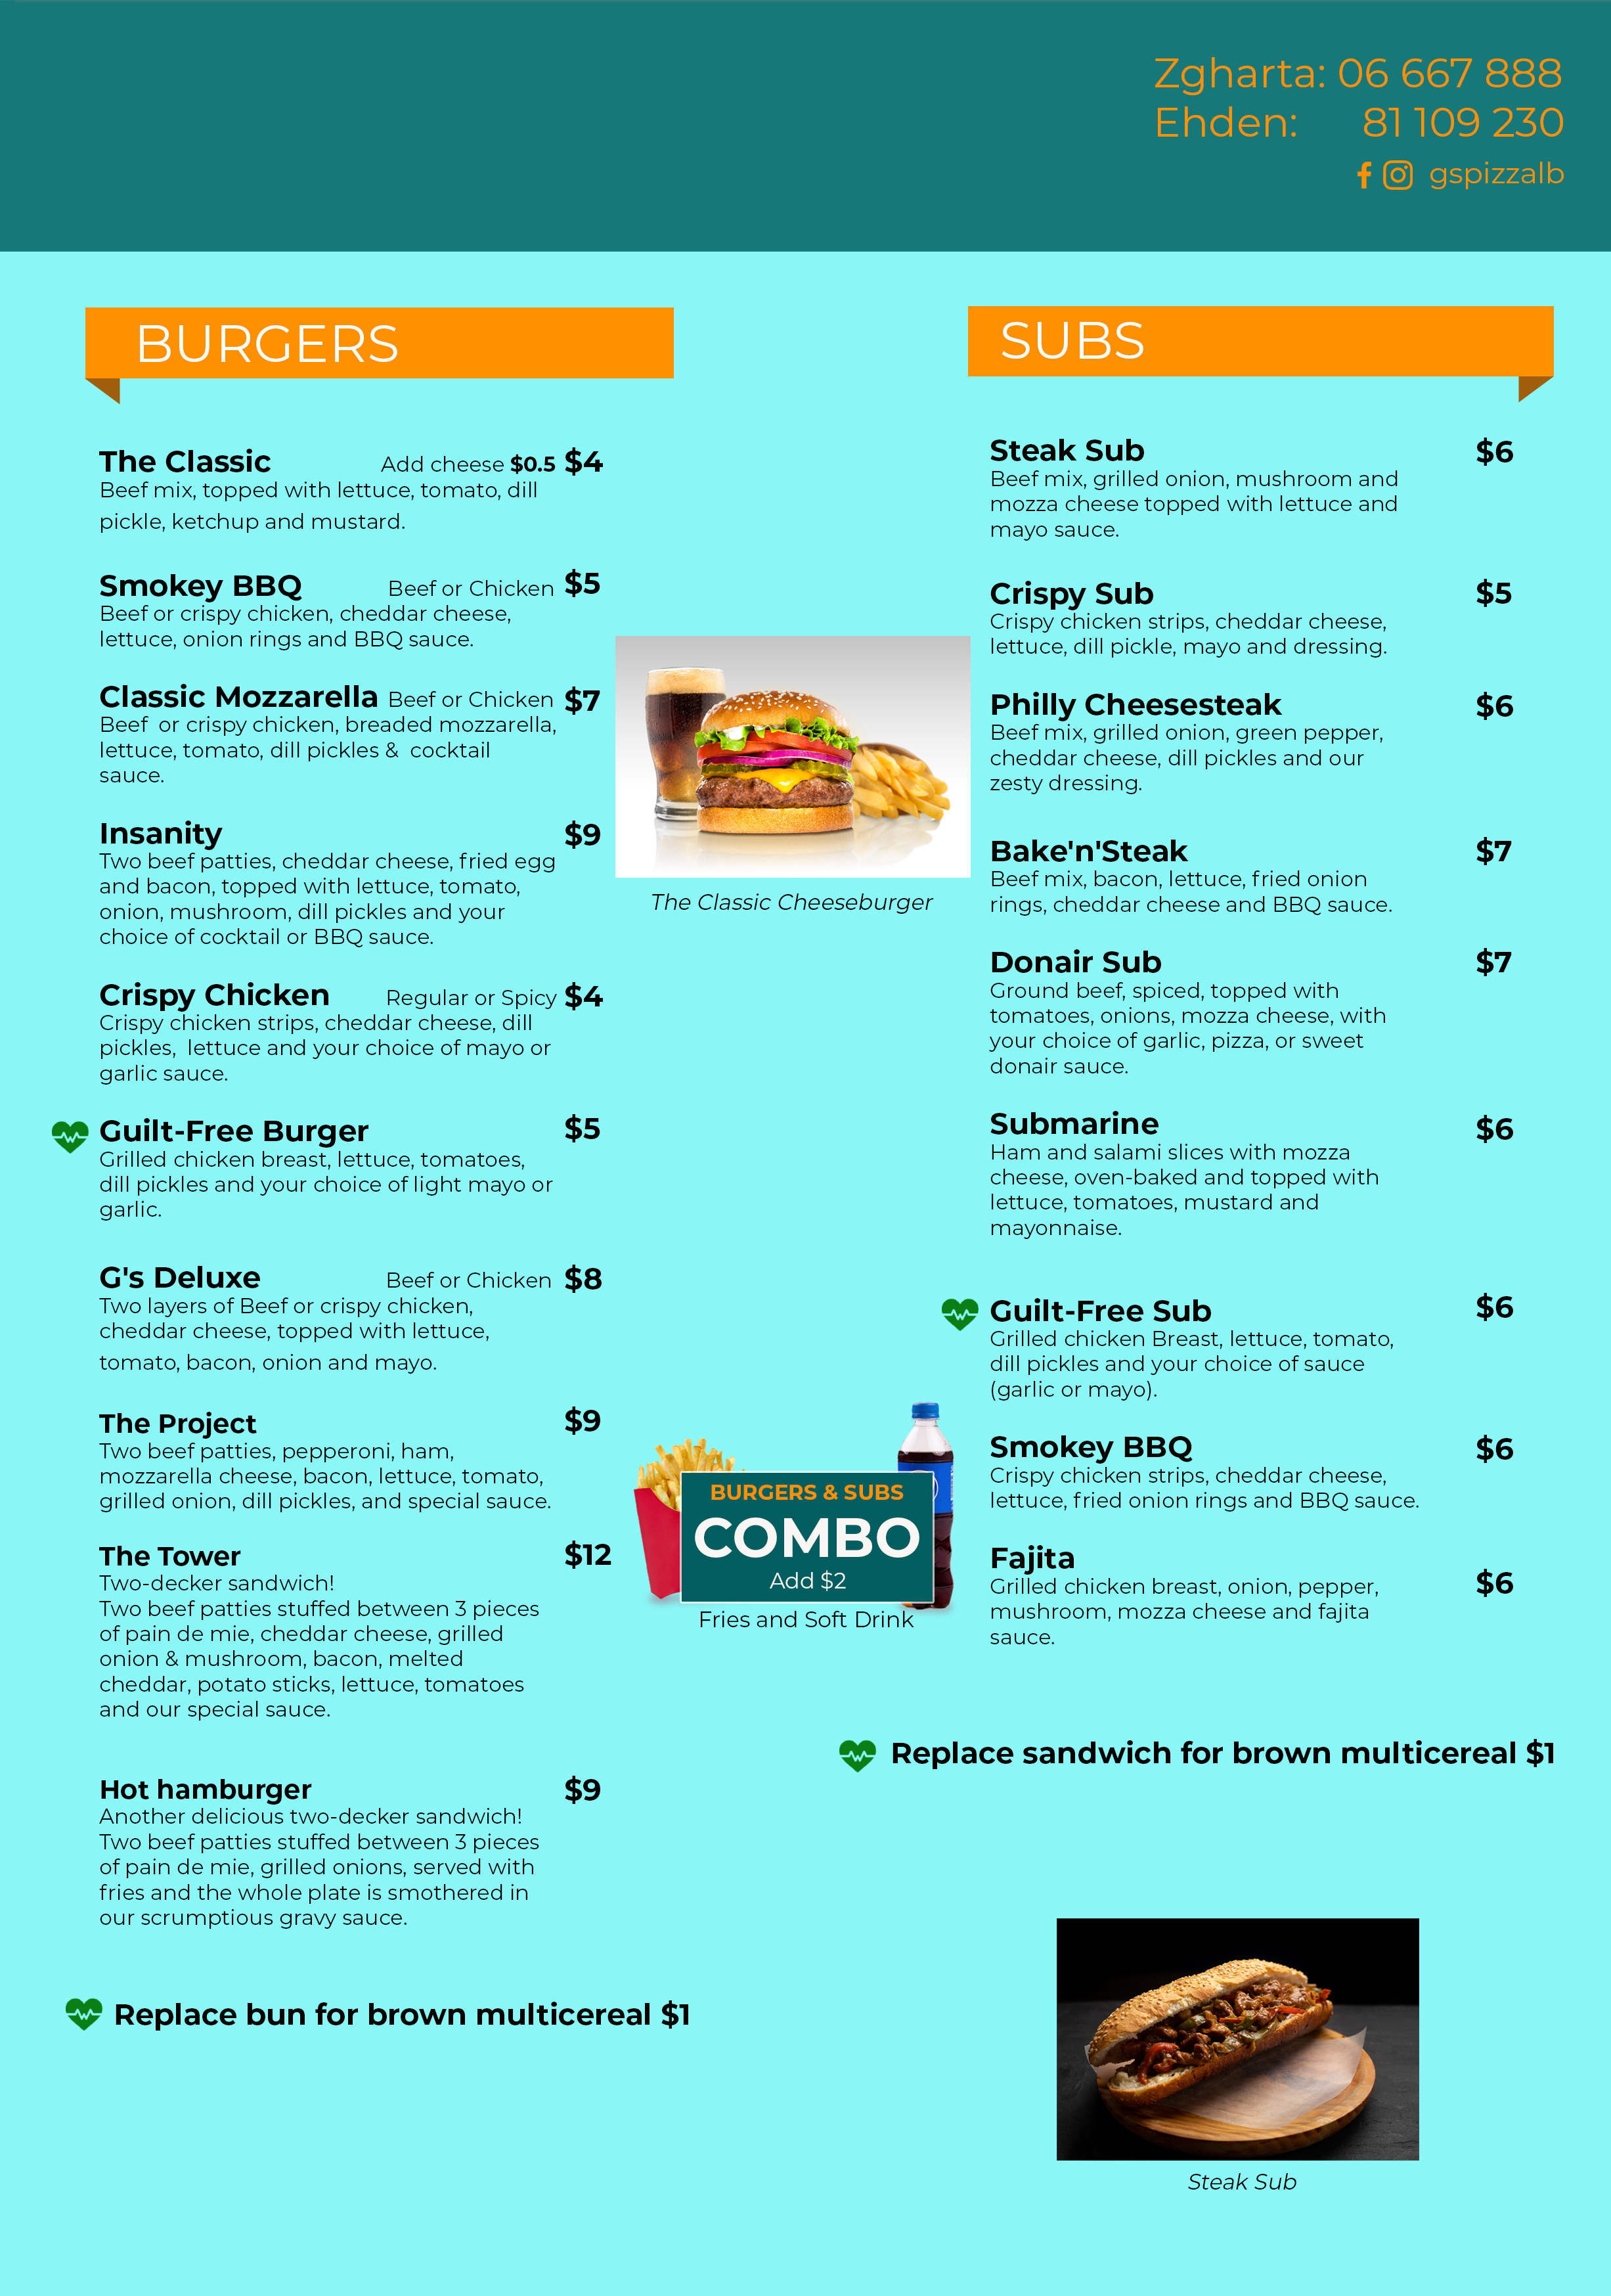 Zgharta: 06 667 888
Ehden: 81 109 230
gspizzalb
BURGERS
The Classic Add cheese $0.5 $4
Beef mix, topped with lettuce, tomato, dill
pickle, ketchup and mustard.
Smokey BBQ Beef or Chicken $5
Beef or crispy chicken, cheddar cheese,
lettuce, onion rings and BBQ sauce.
Classic Mozzarella Beef or Chicken $7
Beef or crispy chicken, breaded mozzarella,
lettuce, tomato, dill pickles & cocktail
sauce.
Insanity $9
Two beef patties, cheddar cheese, fried egg
and bacon, topped with lettuce, tomato,
onion, mushroom, dill pickles and your
choice of cocktail or BBQ sauce.
Crispy Chicken Regular or Spicy $4
Crispy chicken strips, cheddar cheese, dill
pickles, lettuce and your choice of mayo or
garlic sauce.
Guilt-Free Burger $5
Grilled chicken breast, lettuce, tomatoes,
dill pickles and your choice of light mayo or
garlic.
G's Deluxe Beef or Chicken $8
Two layers of Beef or crispy chicken,
cheddar cheese, topped with lettuce,
tomato, bacon, onion and mayo.
The Project $9
Two beef patties, pepperoni, ham,
mozzarella cheese, bacon, lettuce, tomato,
grilled onion, dill pickles, and special sauce.
The Tower $12
Two-decker sandwich!
Two beef patties stuffed between 3 pieces
of pain de mie, cheddar cheese, grilled
onion & mushroom, bacon, melted
cheddar, potato sticks, lettuce, tomatoes
and our special sauce.
Hot hamburger $9
Another delicious two-decker sandwich!
Two beef patties stuffed between 3 pieces
of pain de mie, grilled onions, served with
fries and the whole plate is smothered in
our scrumptious gravy sauce.
Replace bun for brown multicereal $1
The Classic Cheeseburger
BURGERS & SUBS
COMBO
Add $2
Fries and Soft Drink
SUBS
Steak Sub $6
Beef mix, grilled onion, mushroom and
mozza cheese topped with lettuce and
mayo sauce.
Crispy Sub $5
Crispy chicken strips, cheddar cheese,
lettuce, dill pickle, mayo and dressing.
Philly Cheesesteak $6
Beef mix, grilled onion, green pepper,
cheddar cheese, dill pickles and our
zesty dressing.
Bake'n'Steak $7
Beef mix, bacon, lettuce, fried onion
rings, cheddar cheese and BBQ sauce.
Donair Sub $7
Ground beef, spiced, topped with
tomatoes, onions, mozza cheese, with
your choice of garlic, pizza, or sweet
donair sauce.
Submarine $6
Ham and salami slices with mozza
cheese, oven-baked and topped with
lettuce, tomatoes, mustard and
mayonnaise.
Guilt-Free Sub $6
Grilled chicken Breast, lettuce, tomato,
dill pickles and your choice of sauce
(garlic or mayo).
Smokey BBQ $6
Crispy chicken strips, cheddar cheese,
lettuce, fried onion rings and BBQ sauce.
Fajita $6
Grilled chicken breast, onion, pepper,
mushroom, mozza cheese and fajita
sauce.
Replace sandwich for brown multicereal $1
Steak Sub